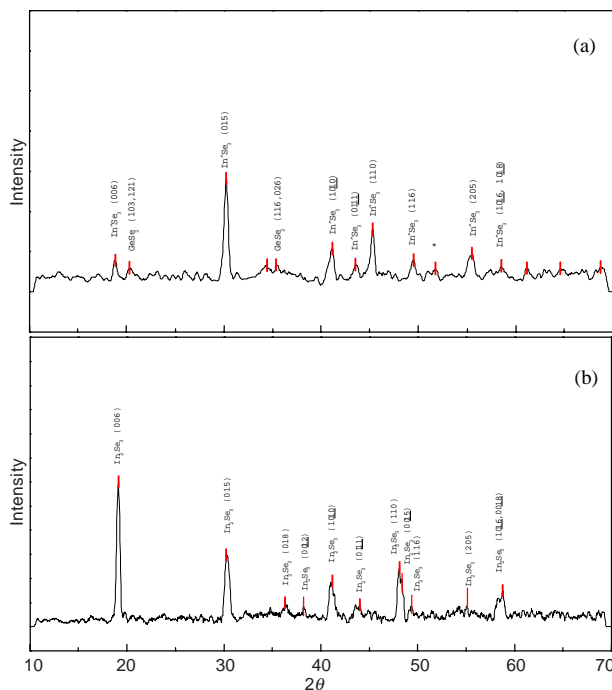 (a)
Intensity
In2Se3 (006)
GeSe2 (103,121)
In2Se3 (015)
GeSe2 (116,026)
In2Se3 (1010)
In2Se3 (0111)
In2Se3 (110)
In2Se3 (116)
*
In2Se3 (205)
In2Se3 (1016, 1018)
(b)
Intensity
In2Se3 (006)
In2Se3 (015)
In2Se3 (018)
In2Se3 (0012)
In2Se3 (1010)
In2Se3 (0111)
In2Se3 (110)
In2Se3 (0015)
In2Se3 (116)
In2Se3 (205)
In2Se3 (1016,0018)
10 20 30 40 50 60 70
2θ